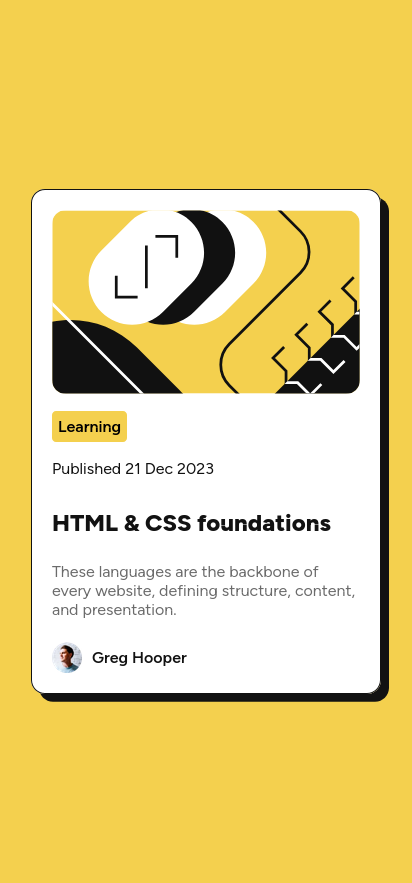 Learning
Published 21 Dec 2023
HTML & CSS foundations
These languages are the backbone of
every website, defining structure, content,
and presentation.
Greg Hooper